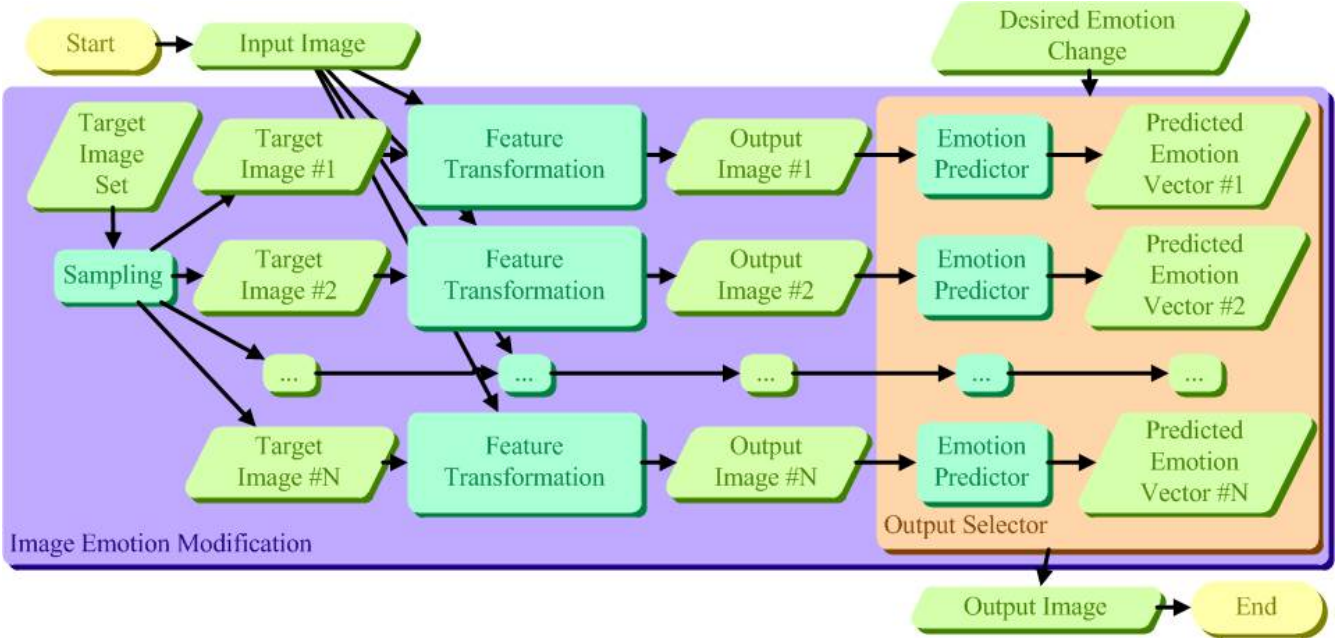 Start
Input Image
Desired Emotion
Change
Target
Image
Set
Target
Image #1
Feature
Transformation
Output
Image #1
Emotion
Predictor
Predicted
Emotion
Vector #1
Sampling
Target
Image #2
Feature
Transformation
Output
Image #2
Emotion
Predictor
Predicted
Emotion
Vector #2
...
...
...
...
...
Target
Image #N
Feature
Transformation
Output
Image #N
Emotion
Predictor
Predicted
Emotion
Vector #N
Output Selector
Image Emotion Modification
Output Image
End